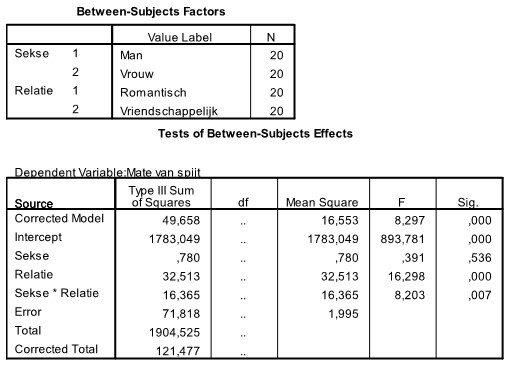 Between-Subjects Factors
Value Label N
Sekse 1 Man 20
2 Vrouw 20
Relatie 1 Romantisch 20
2 Vriendschappelijk 20
Tests of Between-Subjects Effects
Dependent Variable:Mate van spijt
Source Type III Sum of Squares df Mean Square F Sig.
Corrected Model 49,658 .. 16,553 8,297 ,000
Intercept 1783,049 .. 1783,049 893,781 ,000
Sekse ,780 .. ,780 ,391 ,536
Relatie 32,513 .. 32,513 16,298 ,000
Sekse * Relatie 16,365 .. 16,365 8,203 ,007
Error 71,818 .. 1,995
Total 1904,525 ..
Corrected Total 121,477 ..